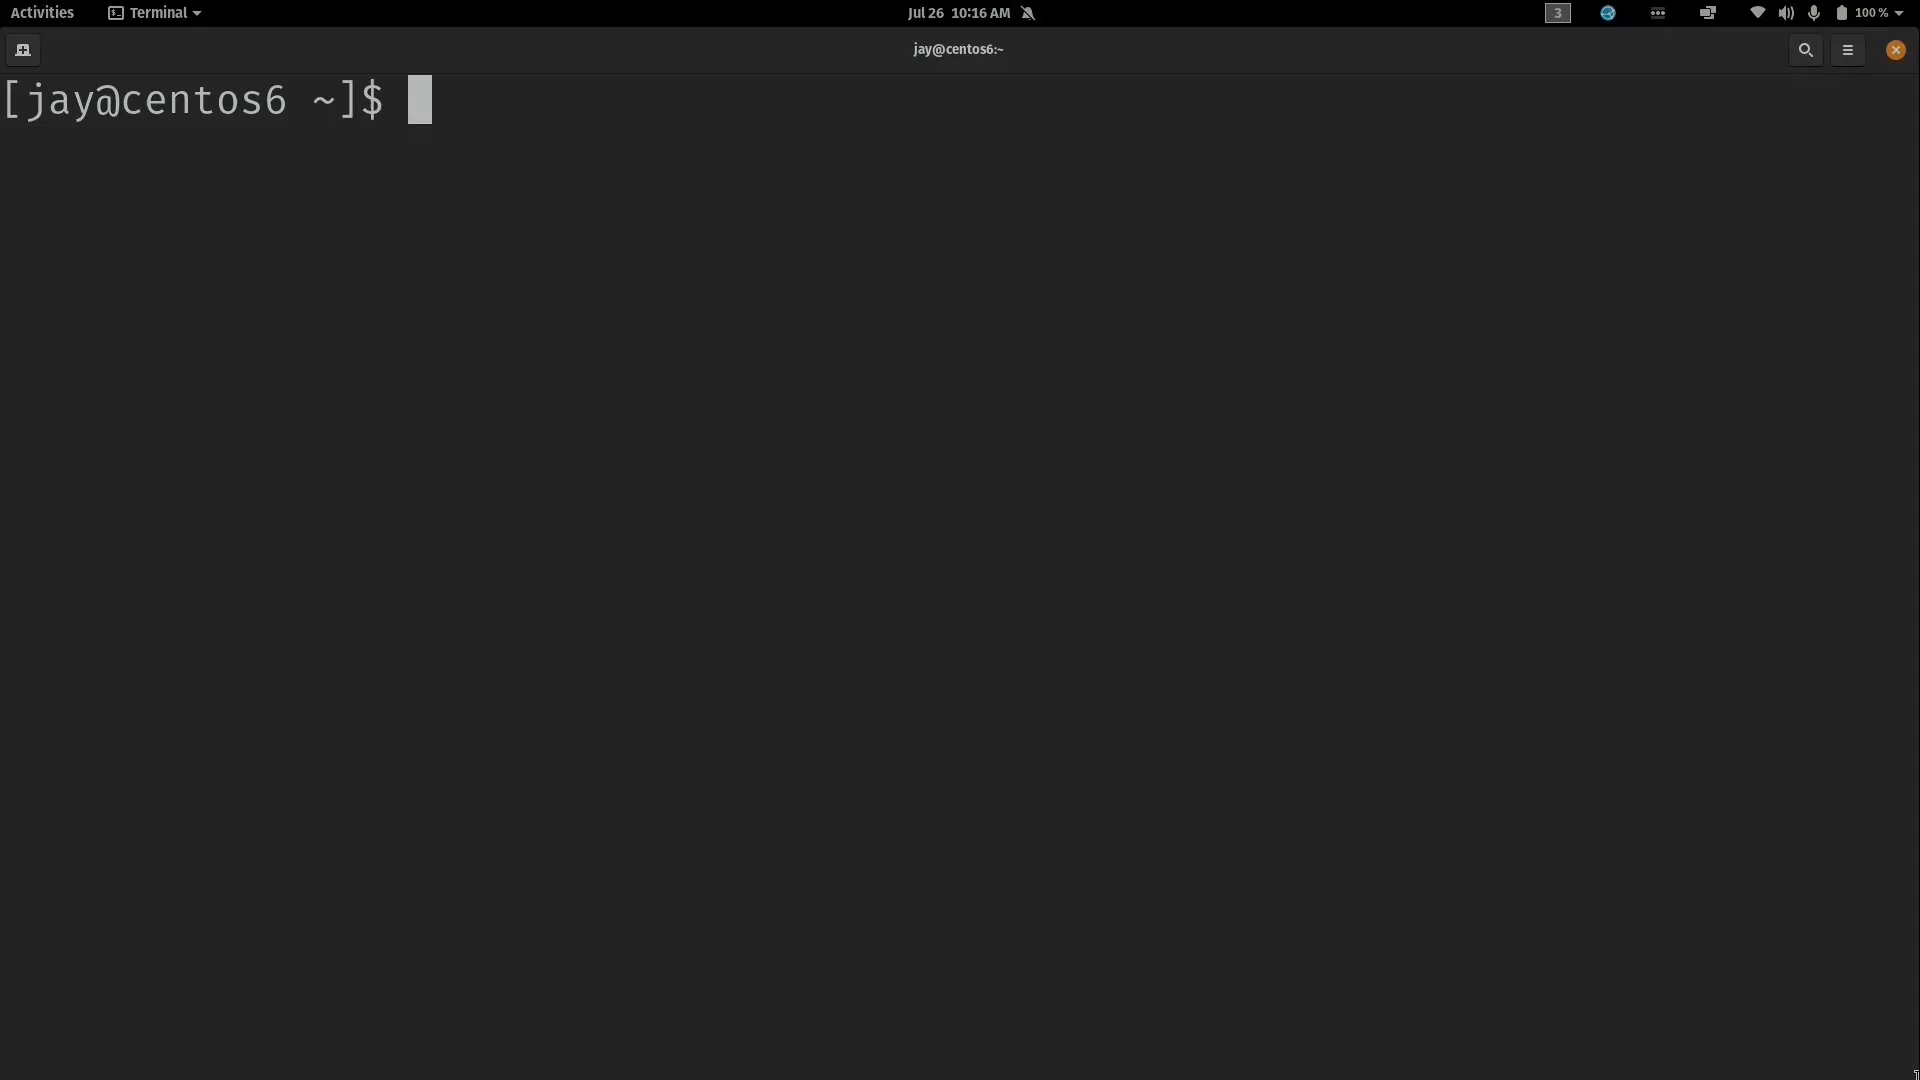 Activities Terminal Jul 26 10:16 AM 3 100 %
jay@centos6:~
[jay@centos6 ~]$